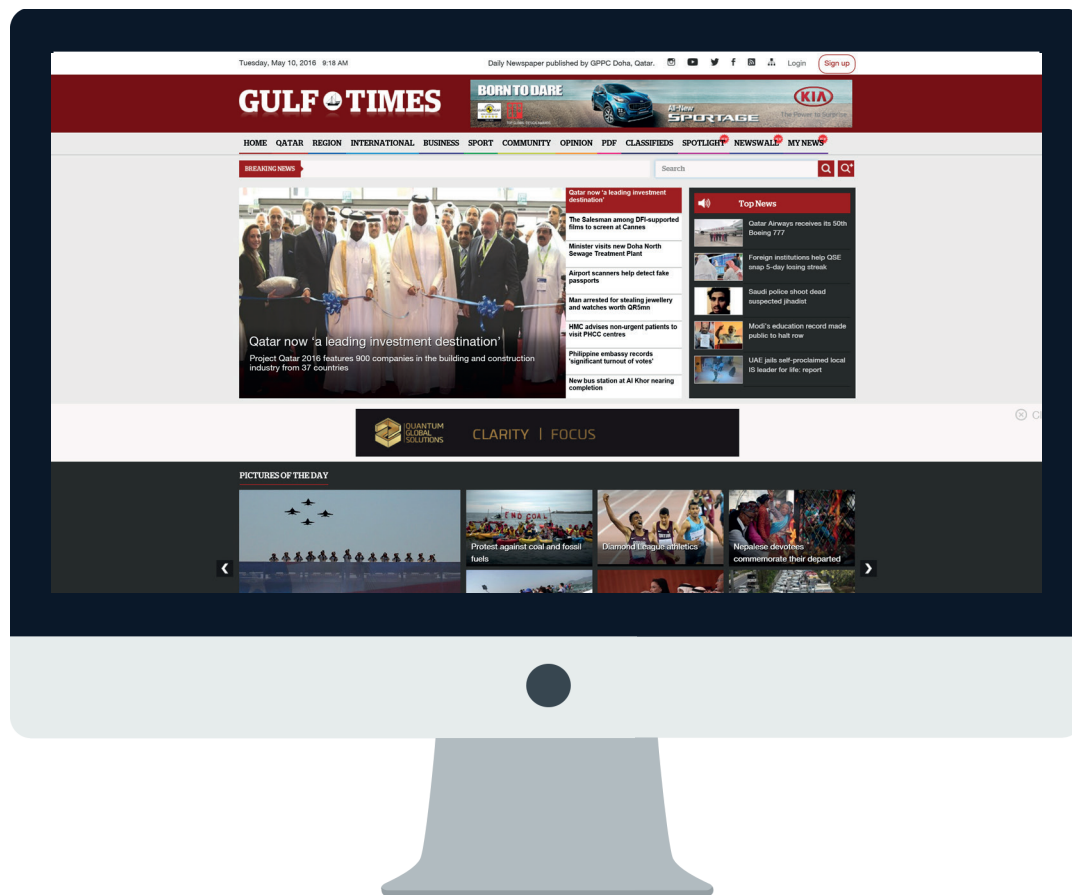 Tuesday, May 10, 2016 9:18 AM
Daily Newspaper published by GPPC Doha, Qatar.
Login
Sign up
GULF TIMES
BORN TO DARE
All-New
SPORTAGE
KIA
The Power to Surprise
HOME QATAR REGION INTERNATIONAL BUSINESS SPORT COMMUNITY OPINION PDF CLASSIFIEDS SPOTLIGHT NEWSWALL MY NEWS
BREAKING NEWS
Search
Qatar now 'a leading investment destination'
Project Qatar 2016 features 900 companies in the building and construction
industry from 37 countries
Qatar now 'a leading investment
destination'
The Salesman among DFI-supported
films to screen at Cannes
Minister visits new Doha North
Sewage Treatment Plant
Airport scanners help detect fake
passports
Man arrested for stealing jewellery
and watches worth QR5mn
HMC advises non-urgent patients to
visit PHCC centres
Philippine embassy records
'significant turnout of votes'
New bus station at Al Khor nearing
completion
Top News
Qatar Airways receives its 50th
Boeing 777
Foreign institutions help QSE
snap 5-day losing streak
Saudi police shoot dead
suspected jihadist
Modi's education record made
public to halt row
UAE jails self-proclaimed local
IS leader for life: report
QUANTUM
GLOBAL
SOLUTIONS
CLARITY | FOCUS
PICTURES OF THE DAY
END COAL
Protest against coal and fossil
fuels
Diamond League athletics
Nepalese devotees
commemorate their departed